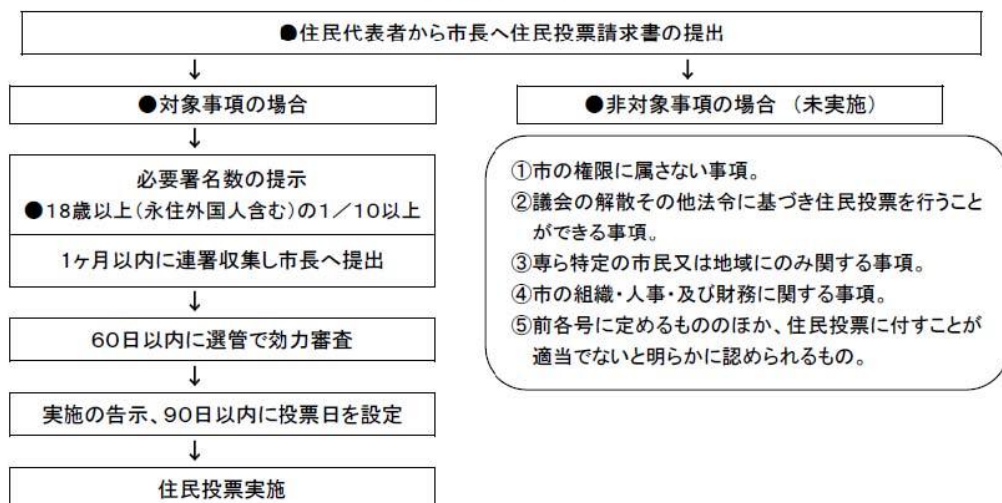 ●住民代表者から市長へ住民投票請求書の提出
↓
↓
●対象事項の場合
●非対象事項の場合 （未実施）
↓
必要署名数の提示
●18歳以上（永住外国人含む）の1／10以上
1ヶ月以内に連署収集し市長へ提出
↓
60日以内に選管で効力審査
↓
実施の告示、90日以内に投票日を設定
↓
住民投票実施
①市の権限に属さない事項。
②議会の解散その他法令に基づき住民投票を行うこと
ができる事項。
③専ら特定の市民又は地域にのみ関する事項。
④市の組織・人事・及び財務に関する事項。
⑤前各号に定めるもののほか、住民投票に付すことが
適当でないと明らかに認められるもの。